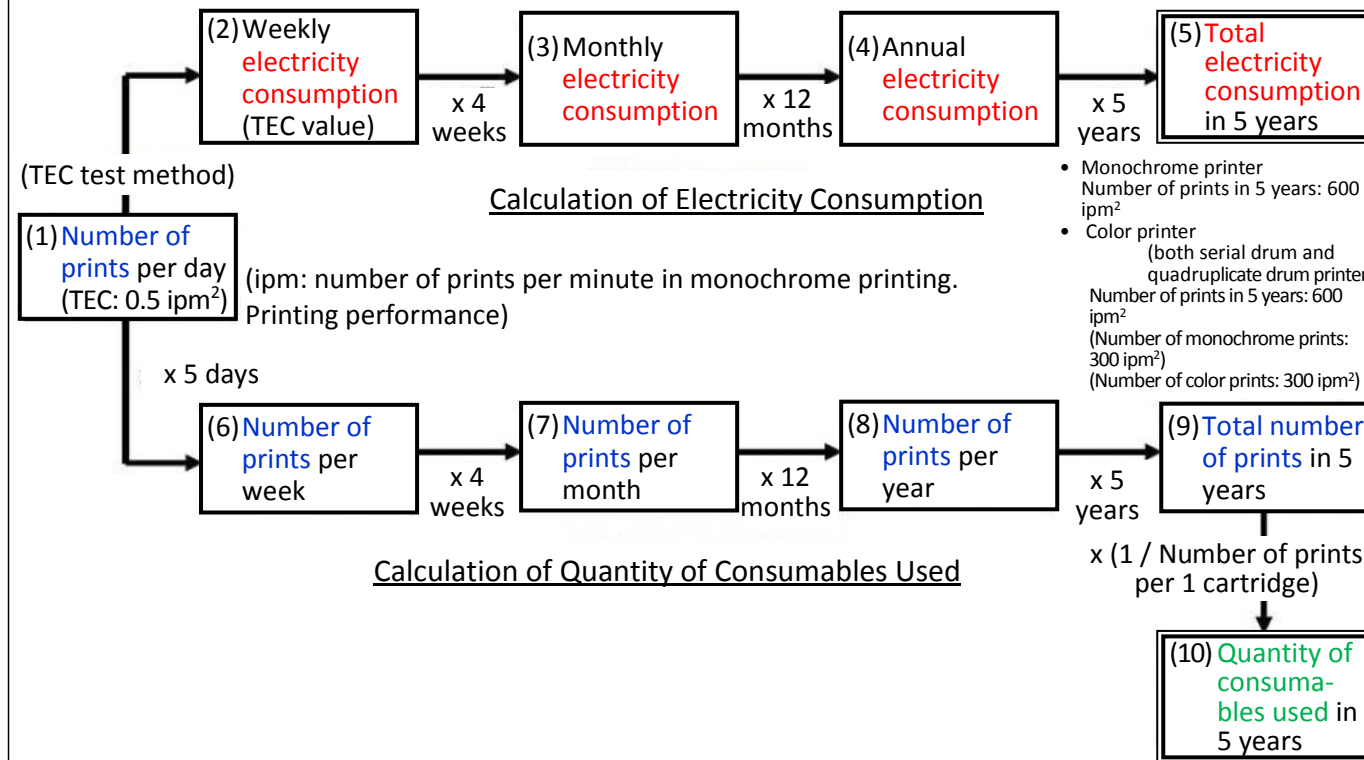 (2) Weekly
electricity
consumption
(TEC value)
x 4
weeks
(3) Monthly
electricity
consumption
x 12
months
(4) Annual
electricity
consumption
x 5
years
(5) Total
electricity
consumption
in 5 years
(TEC test method)
Calculation of Electricity Consumption
• Monochrome printer
Number of prints in 5 years: 600
ipm²
• Color printer
(both serial drum and
quadruplicate drum printer
Number of prints in 5 years: 600
ipm²
(Number of monochrome prints:
300 ipm²)
(Number of color prints: 300 ipm²)
(1) Number of
prints per day
(TEC: 0.5 ipm²)
(ipm: number of prints per minute in monochrome printing.
Printing performance)
x 5 days
(6) Number of
prints per
week
x 4
weeks
(7) Number of
prints per
month
x 12
months
(8) Number of
prints per
year
x 5
years
(9) Total number
of prints in 5
years
Calculation of Quantity of Consumables Used
x (1 / Number of prints
per 1 cartridge)
(10) Quantity of
consuma-
bles used in
5 years